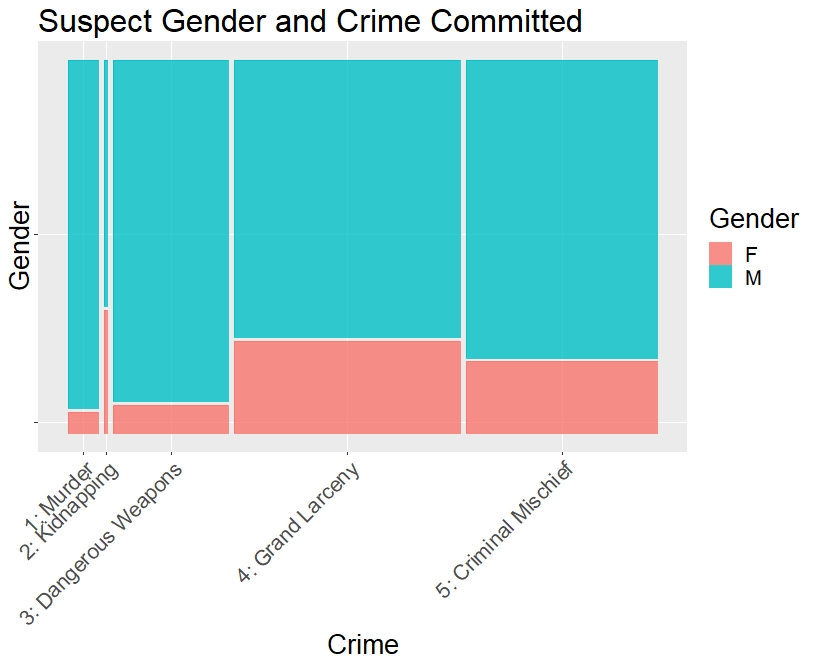 Suspect Gender and Crime Committed
Gender
Gender
F
M
1: Murder
2: Kidnapping
3: Dangerous Weapons
4: Grand Larceny
5: Criminal Mischief
Crime